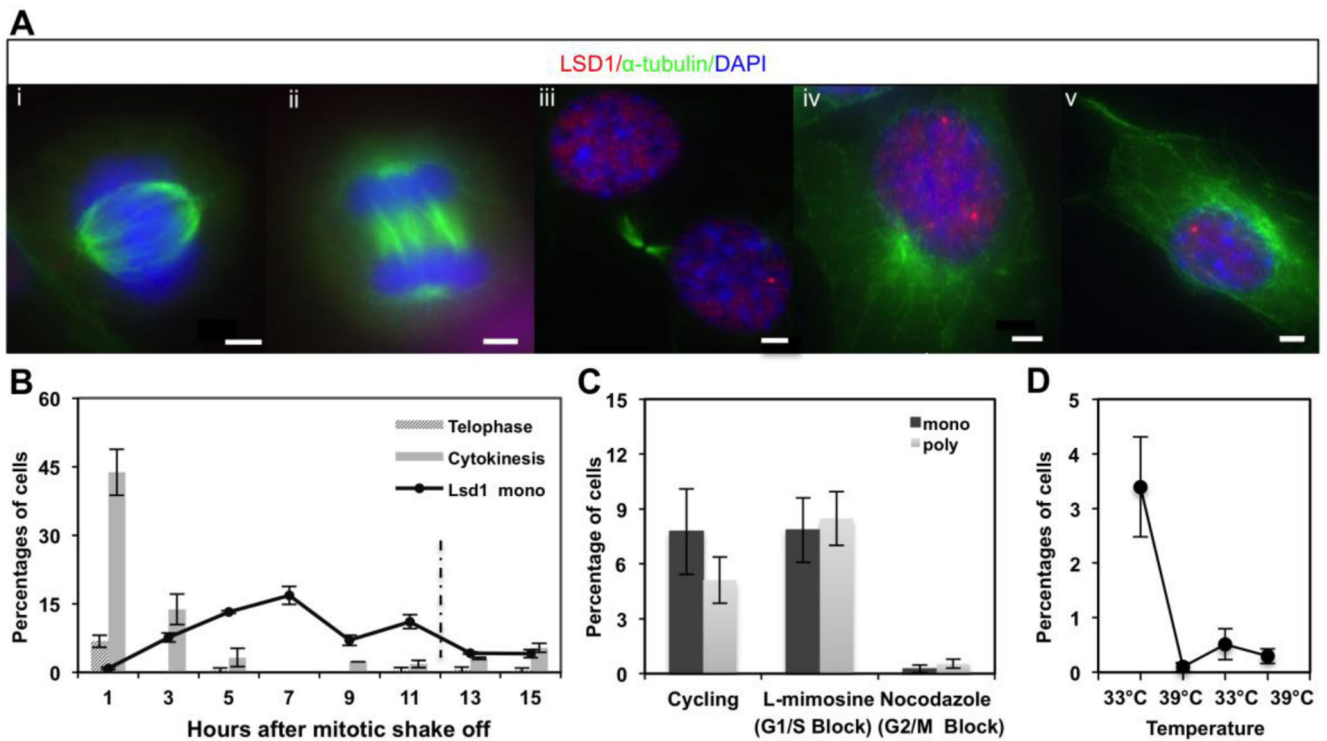 A
LSD1/α-tubulin/DAPI
i
ii
iii
iv
v
B
60
45
30
15
0
Percentages of cells
Telophase
Cytokinesis
Lsd1 mono
1 3 5 7 9 11 13 15
Hours after mitotic shake off
C
15
12
9
6
3
0
Percentage of cells
mono
poly
Cycling L-mimosine Nocodazole
(G1/S Block) (G2/M Block)
D
5
4
3
2
1
0
Percentages of cells
33°C 39°C 33°C 39°C
Temperature